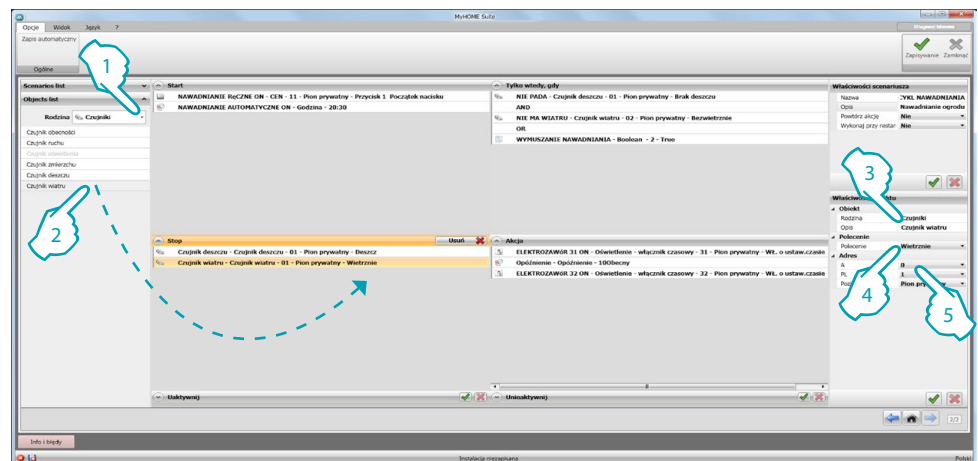 MyHOME Suite
Opcje Widok Język ?
Zapis automatyczny
Ogólne
Zapisywanie Zamknąć
Scenarios list
Objects list
Rodzina Czujniki
Czujnik obecności
Czujnik ruchu
Czujnik oświetlenia
Czujnik zmierzchu
Czujnik deszczu
Czujnik wiatru
Start
NAWADNIANIE RęCZNE ON - CEN - 11 - Pion prywatny - Przycisk 1 Początek nacisku
NAWADNIANIE AUTOMATYCZNE ON - Godzina - 20:30
Tylko wtedy, gdy
NIE PADA - Czujnik deszczu - 01 - Pion prywatny - Brak deszczu
AND
NIE MA WIATRU - Czujnik wiatru - 02 - Pion prywatny - Bezwietrznie
OR
WYMUSZANIE NAWADNIANIA - Boolean - 2 - True
Stop Usuń
Czujnik deszczu - Czujnik deszczu - 01 - Pion prywatny - Deszcz
Czujnik wiatru - Czujnik wiatru - 01 - Pion prywatny - Wietrznie
Akcja
ELEKTROZAWóR 31 ON - Oświetlenie - włącznik czasowy - 31 - Pion prywatny - WŁ. o ustaw.czasie
Opóźnienie - Opóźnienie - 100becny
ELEKTROZAWóR 32 ON - Oświetlenie - włącznik czasowy - 32 - Pion prywatny - WŁ. o ustaw.czasie
Uaktywnij
Unieaktywnij
Właściwości scenariusza
Nazwa CYKL NAWADNIANIA
Opis Nawadnianie ogrodu
Powtórz akcję Nie
Wykonaj przy restar Nie
Właściwości
Obiekt
Rodzina Czujniki
Opis Czujnik wiatru
Polecenie
Polecenie Wietrznie
Adres
A 0
PL 1
Pion
2/2
Info i błędy
Instalacja niezapisana
Polski
1
2
3
4
5